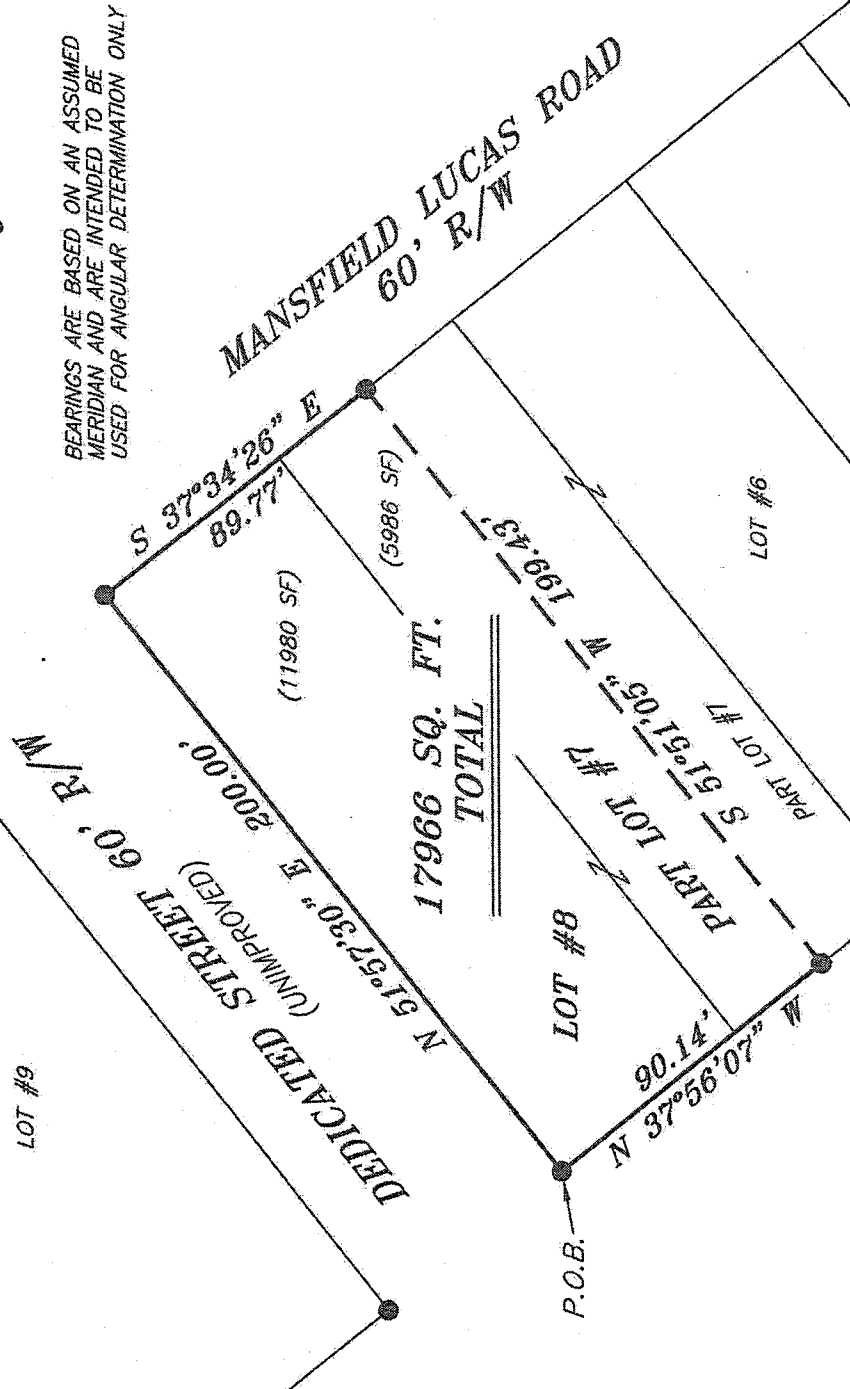 BEARINGS ARE BASED ON AN ASSUMED
MERIDIAN AND ARE INTENDED TO BE
USED FOR ANGULAR DETERMINATION ONLY
MANSFIELD LUCAS ROAD
60' R/W
S 37°34'26" E
89.77'
(5986 SF)
(11980 SF)
DEDICATED STREET 60' R/W
(UNIMPROVED)
N 51°57'30" E 200.00'
LOT #9
17966 SQ. FT.
TOTAL
S 51°51'05" W 199.43'
PART LOT #7
PART LOT #7
LOT #6
LOT #8
90.14'
N 37°56'07" W
P.O.B.